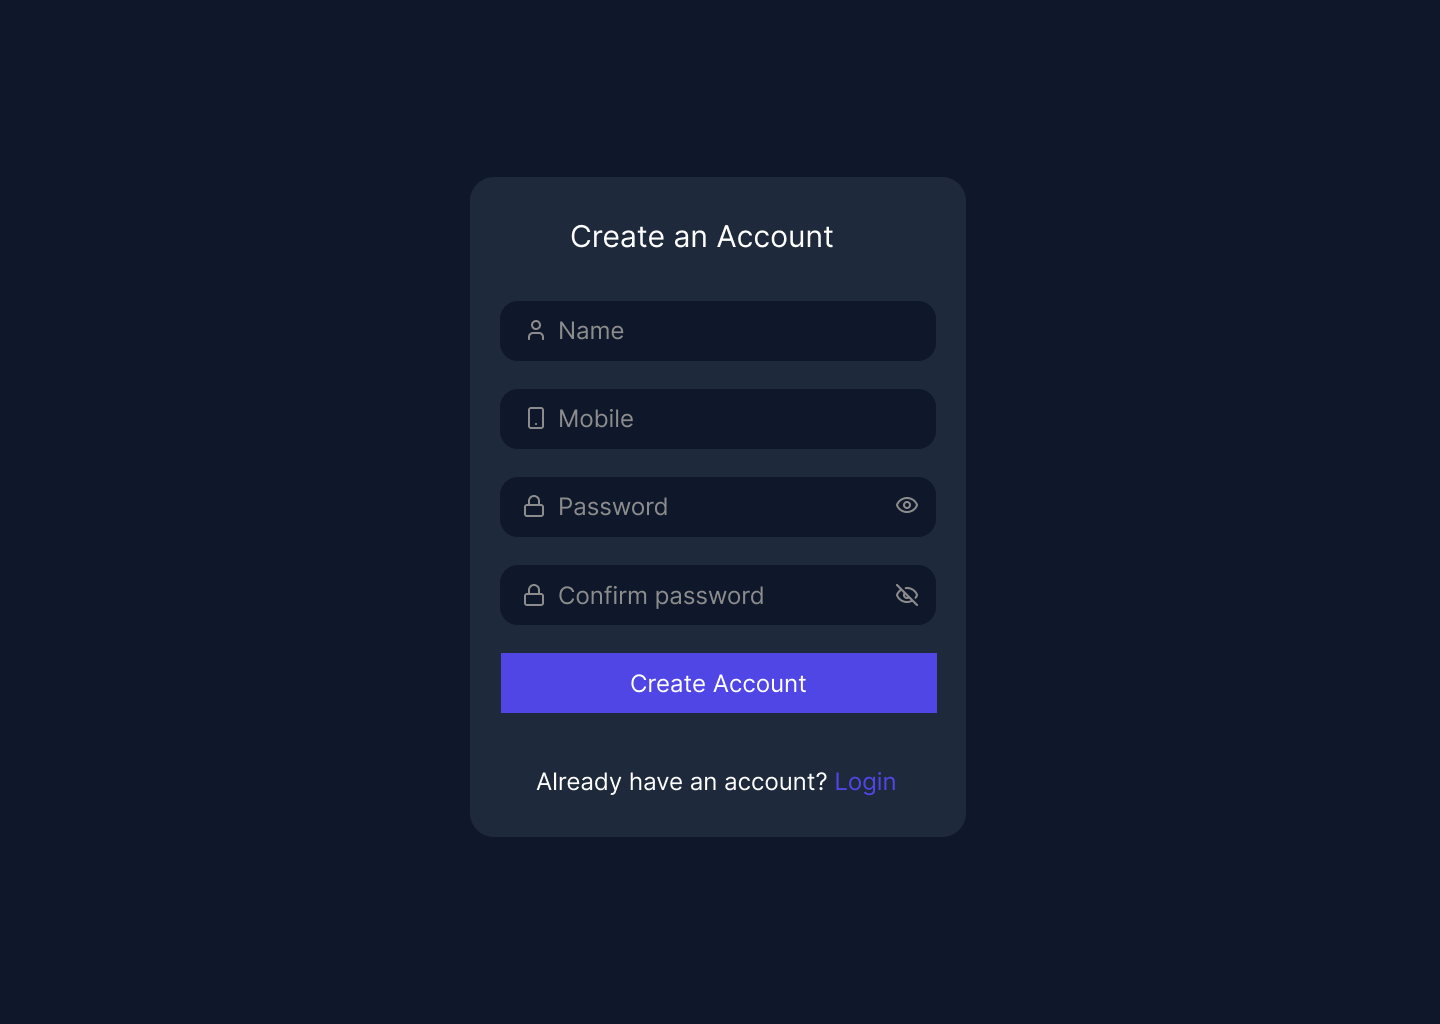 Create an Account
Name
Mobile
Password
Confirm password
Create Account
Already have an account? Login